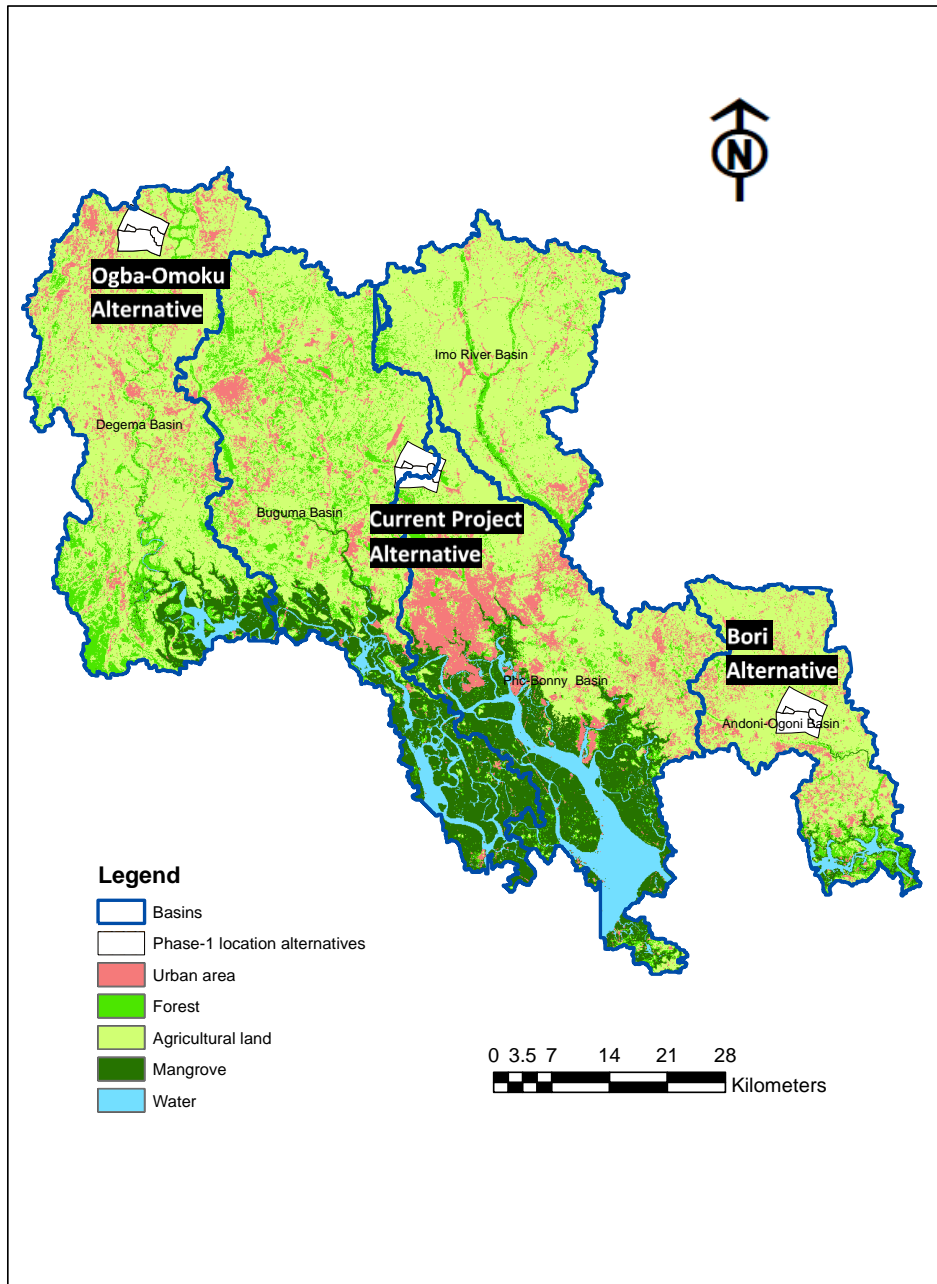 N
Ogba-Omoku
Alternative
Imo River Basin
Degema Basin
Buguma Basin
Current Project
Alternative
Bori
Alternative
Phc-Bonny Basin
Andoni-Ogoni Basin
Legend
Basins
Phase-1 location alternatives
Urban area
Forest
Agricultural land
Mangrove
Water
0 3.5 7 14 21 28
Kilometers